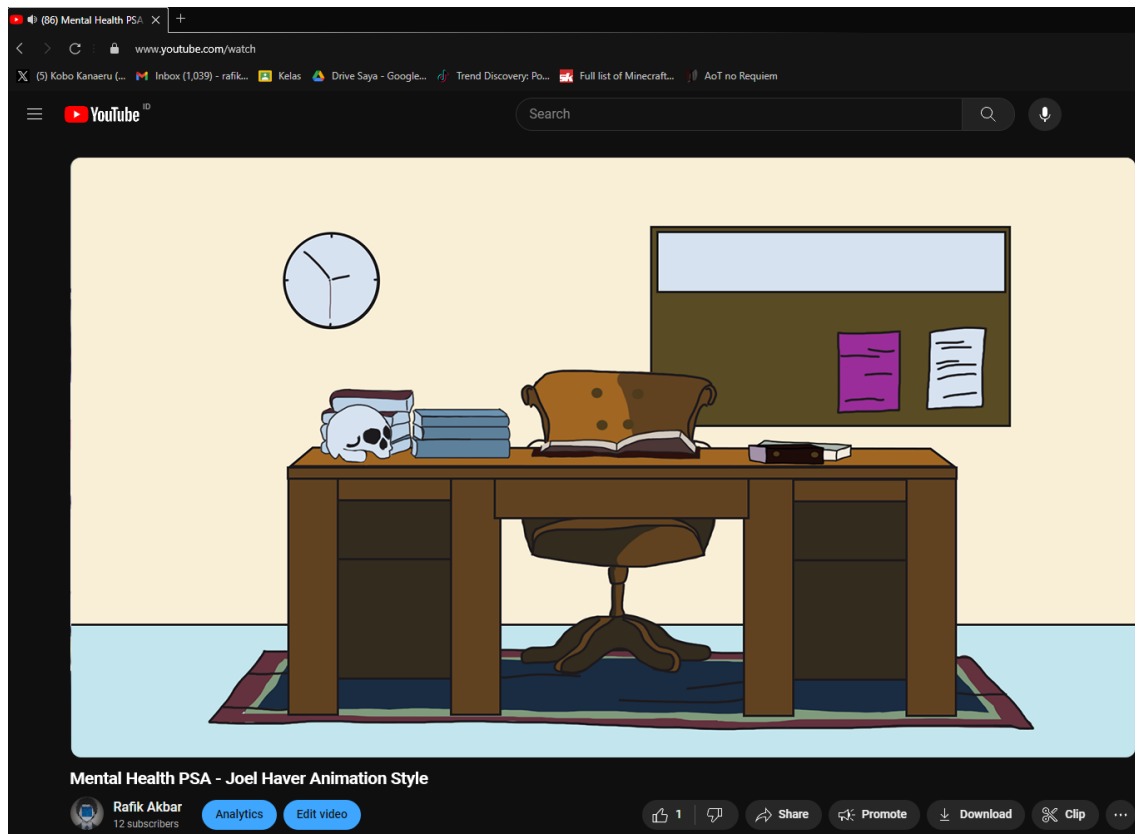 (86) Mental Health PSA
www.youtube.com/watch
(5) Kobo Kanaeru (... Inbox (1,039) - rafik... Kelas Drive Saya - Google... Trend Discovery: Po... Full list of Minecraft... AoT no Requiem
YouTube ID
Search
Mental Health PSA - Joel Haver Animation Style
Rafik Akbar
12 subscribers
Analytics
Edit video
1
Share
Promote
Download
Clip